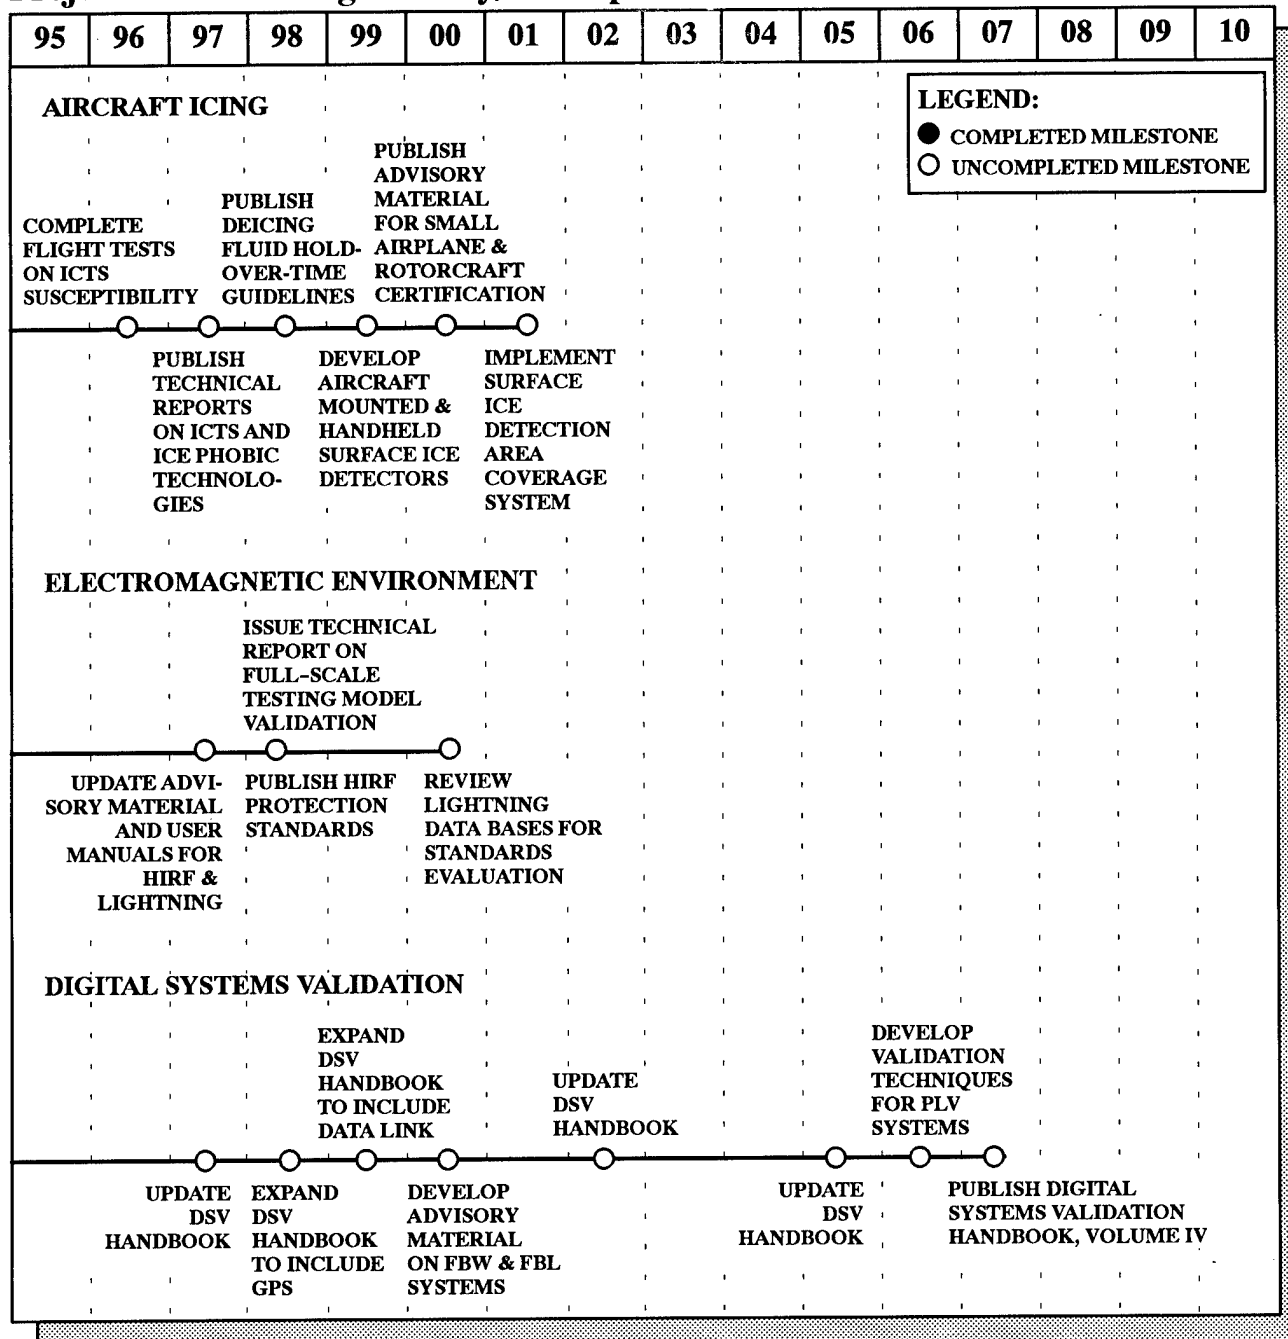 95 96 97 98 99 00 01 02 03 04 05 06 07 08 09 10
LEGEND:
COMPLETED MILESTONE
UNCOMPLETED MILESTONE
AIRCRAFT ICING
COMPLETE
FLIGHT TESTS
ON ICTS
SUSCEPTIBILITY
PUBLISH
DEICING
FLUID HOLD-
OVER-TIME
GUIDELINES
PUBLISH
ADVISORY
MATERIAL
FOR SMALL
AIRPLANE &
ROTORCRAFT
CERTIFICATION
PUBLISH
TECHNICAL
REPORTS
ON ICTS AND
ICE PHOBIC
TECHNOLO-
GIES
DEVELOP
AIRCRAFT
MOUNTED &
HANDHELD
SURFACE ICE
DETECTORS
IMPLEMENT
SURFACE
ICE
DETECTION
AREA
COVERAGE
SYSTEM
ELECTROMAGNETIC ENVIRONMENT
ISSUE TECHNICAL
REPORT ON
FULL-SCALE
TESTING MODEL
VALIDATION
UPDATE ADVI-
SORY MATERIAL
AND USER
MANUALS FOR
HIRF &
LIGHTNING
PUBLISH HIRF
PROTECTION
STANDARDS
REVIEW
LIGHTNING
DATA BASES FOR
STANDARDS
EVALUATION
DIGITAL SYSTEMS VALIDATION
EXPAND
DSV
HANDBOOK
TO INCLUDE
DATA LINK
UPDATE
DSV
HANDBOOK
DEVELOP
VALIDATION
TECHNIQUES
FOR PLV
SYSTEMS
UPDATE
DSV
HANDBOOK
EXPAND
DSV
HANDBOOK
TO INCLUDE
GPS
DEVELOP
ADVISORY
MATERIAL
ON FBW & FBL
SYSTEMS
UPDATE
DSV
HANDBOOK
PUBLISH DIGITAL
SYSTEMS VALIDATION
HANDBOOK, VOLUME IV